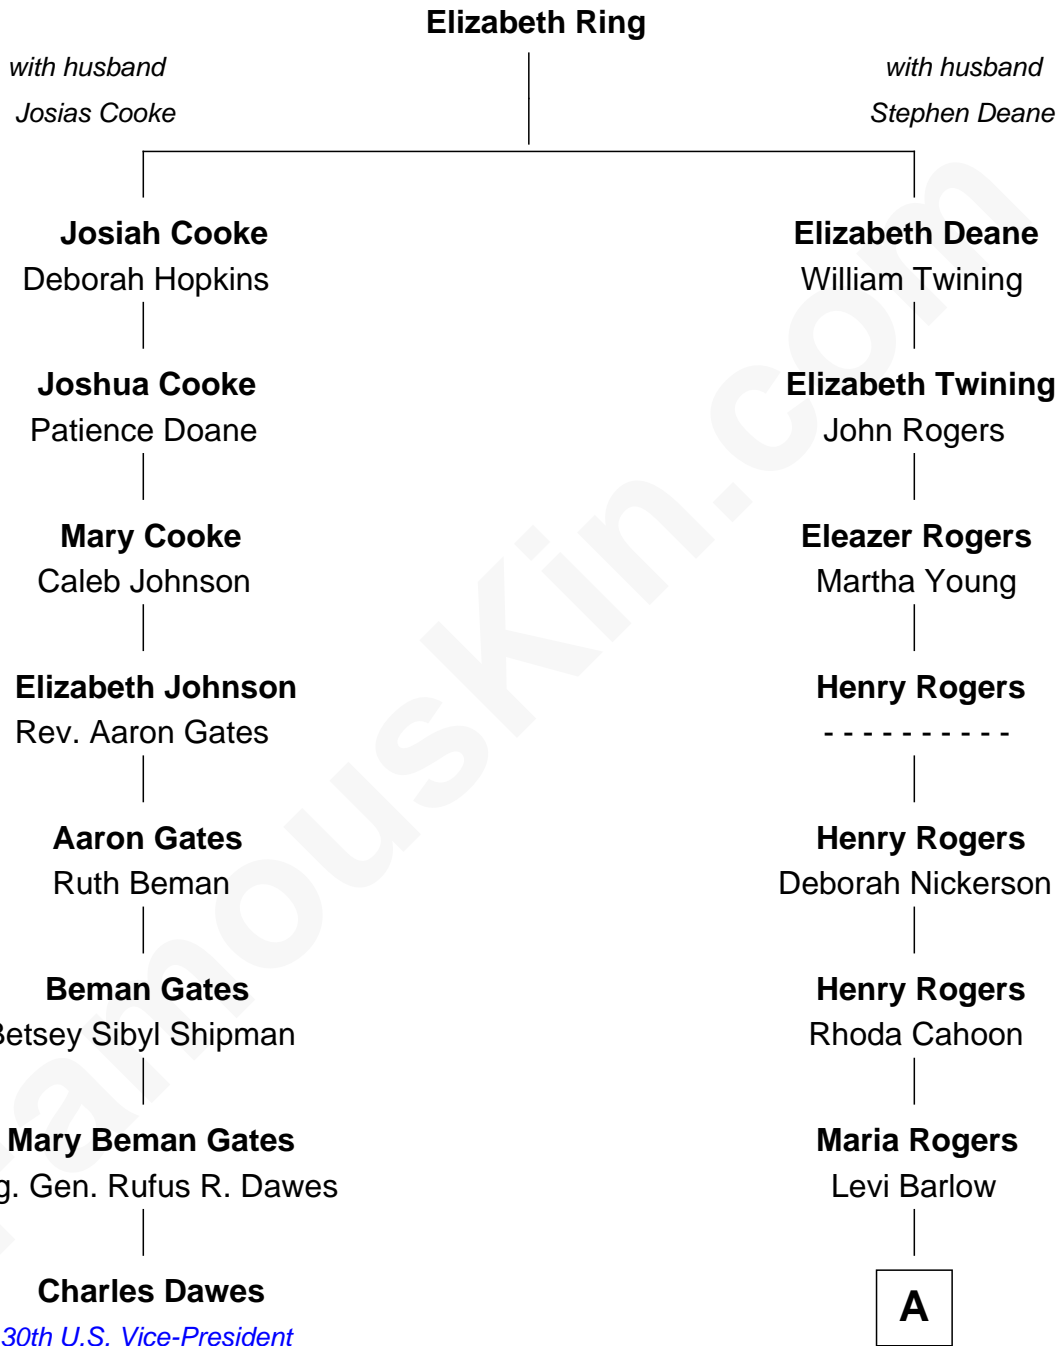 Elizabeth Ring
with husband
Josias Cooke
with husband
Stephen Deane
Josiah Cooke
Deborah Hopkins
Elizabeth Deane
William Twining
Joshua Cooke
Patience Doane
Elizabeth Twining
John Rogers
Mary Cooke
Caleb Johnson
Eleazer Rogers
Martha Young
Elizabeth Johnson
Rev. Aaron Gates
Henry Rogers
- - - - - - - - - -
Aaron Gates
Ruth Beman
Henry Rogers
Deborah Nickerson
Beman Gates
Betsey Sibyl Shipman
Henry Rogers
Rhoda Cahoon
Mary Beman Gates
g. Gen. Rufus R. Dawes
Maria Rogers
Levi Barlow
Charles Dawes
30th U.S. Vice-President
A
FamousKin.com